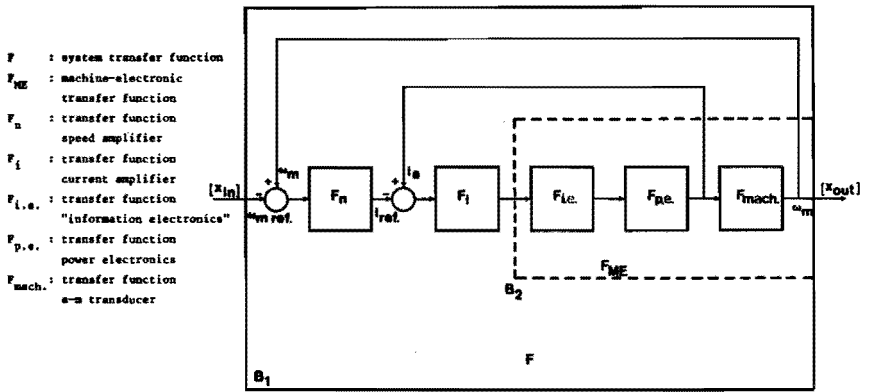 F : system transfer function
F_ME : machine-electronic
transfer function
F_n : transfer function
speed amplifier
F_i : transfer function
current amplifier
F_i.e. : transfer function
"information electronics"
F_p.e. : transfer function
power electronics
F_mach. : transfer function
e-m transducer
[x_in]
- +
ω_m
ω_m ref.
F_n
- +
i_a
i_ref.
F_i
F_i.e.
F_p.e.
F_mach.
ω_m
[x_out]
F_ME
B_2
F
B_1